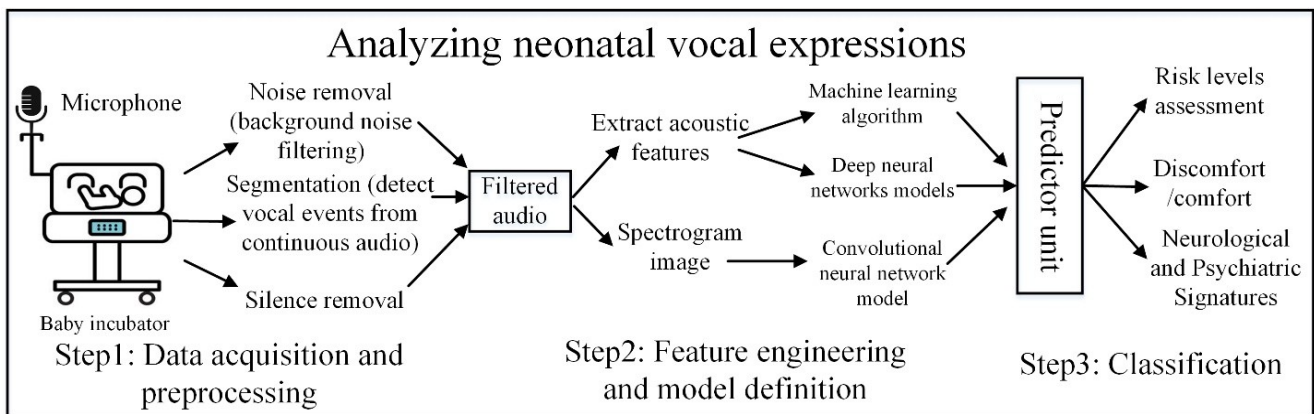 Analyzing neonatal vocal expressions
Microphone
Baby incubator
Noise removal
(background noise
filtering)
Segmentation (detect
vocal events from
continuous audio)
Silence removal
Step1: Data acquisition and
preprocessing
Filtered
audio
Extract acoustic
features
Spectrogram
image
Machine learning
algorithm
Deep neural
networks models
Convolutional
neural network
model
Step2: Feature engineering
and model definition
Predictor unit
Risk levels
assessment
Discomfort
/comfort
Neurological
and Psychiatric
Signatures
Step3: Classification